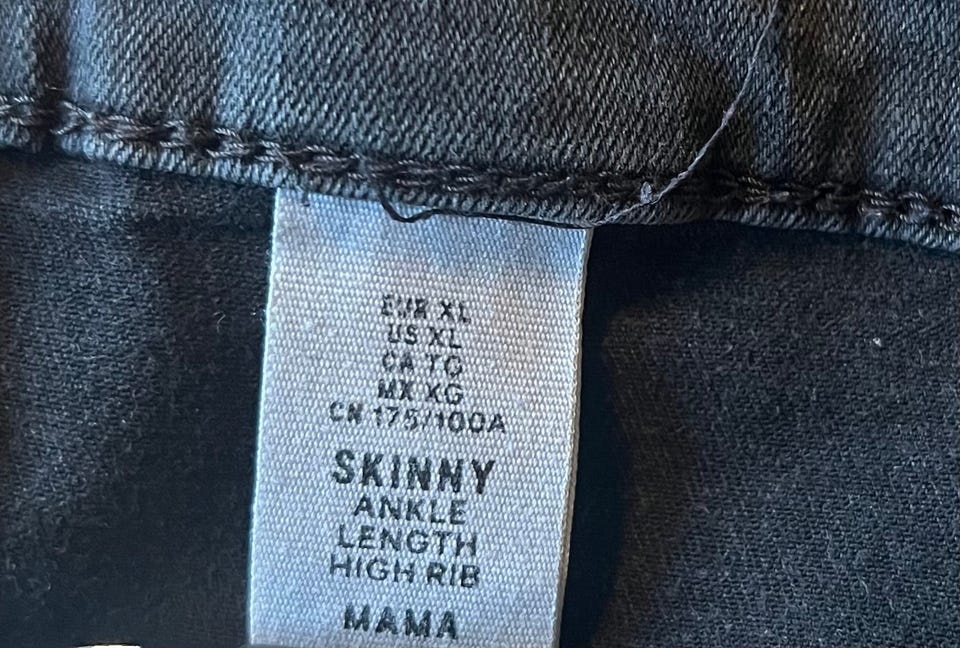 EUR XL
US XL
CA TG
MX XG
CN 175/100A
SKINNY
ANKLE
LENGTH
HIGH RIB
MAMA